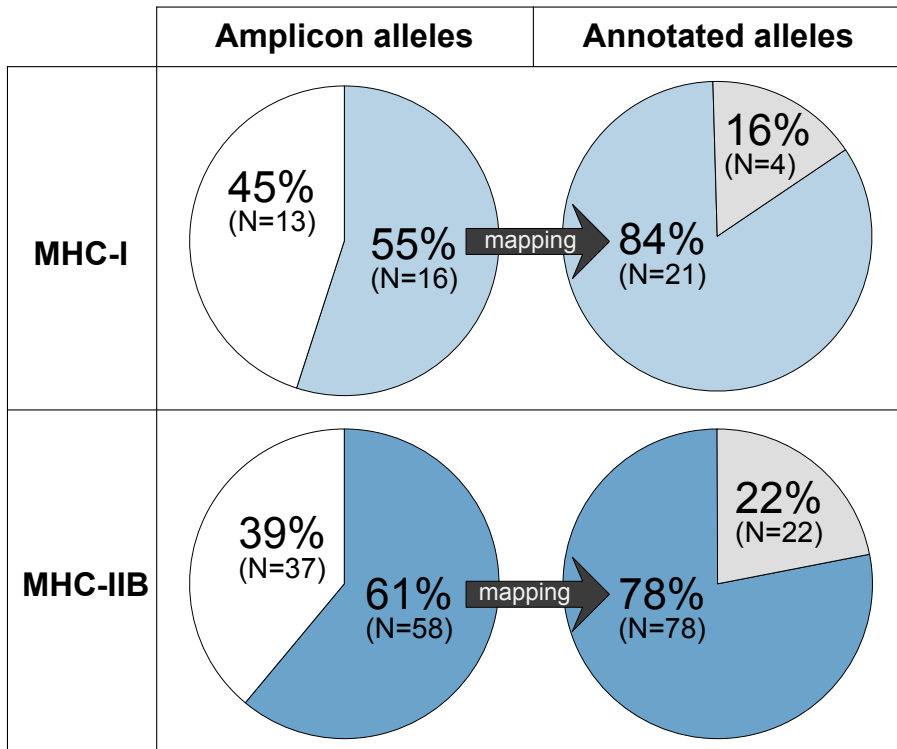 Amplicon alleles
Annotated alleles
MHC-I
45%
(N=13)
55%
(N=16)
mapping
84%
(N=21)
16%
(N=4)
MHC-IIB
39%
(N=37)
61%
(N=58)
mapping
78%
(N=78)
22%
(N=22)